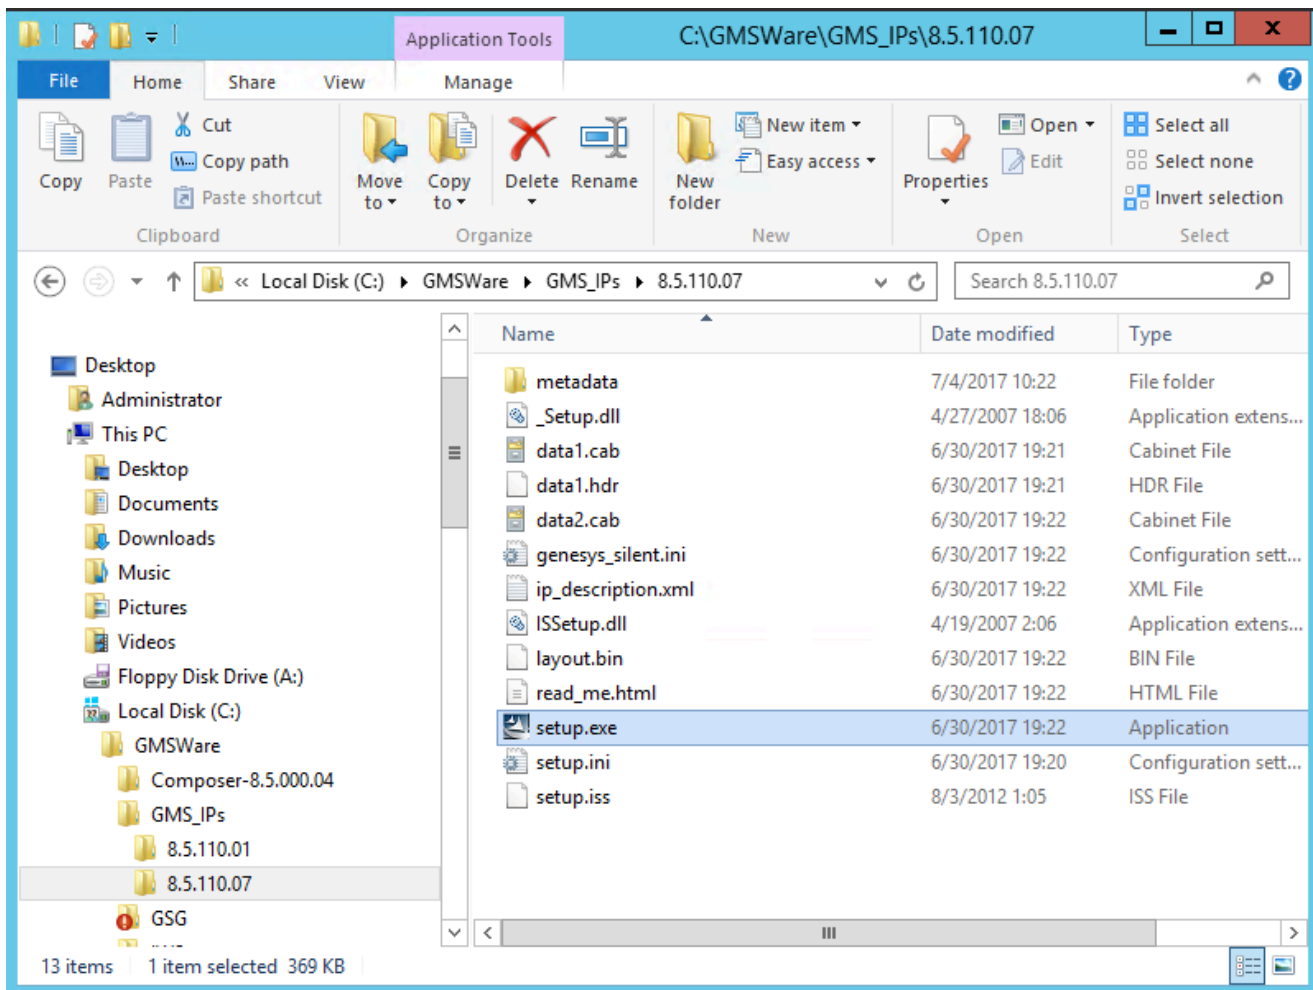 Application Tools
C:\GMSWare\GMS_IPs\8.5.110.07
File Home Share View Manage
Copy
Paste
Cut
Copy path
Paste shortcut
Move to
Copy to
Delete
Rename
New folder
New item
Easy access
Properties
Open
Edit
Select all
Select none
Invert selection
Clipboard Organize New Open Select
« Local Disk (C:) GMSWare GMS_IPs 8.5.110.07
Search 8.5.110.07
Desktop
Administrator
This PC
Desktop
Documents
Downloads
Music
Pictures
Videos
Floppy Disk Drive (A:)
Local Disk (C:)
GMSWare
Composer-8.5.000.04
GMS_IPs
8.5.110.01
8.5.110.07
GSG
Name Date modified Type
metadata 7/4/2017 10:22 File folder
_Setup.dll 4/27/2007 18:06 Application extens...
data1.cab 6/30/2017 19:21 Cabinet File
data1.hdr 6/30/2017 19:21 HDR File
data2.cab 6/30/2017 19:22 Cabinet File
genesys_silent.ini 6/30/2017 19:22 Configuration sett...
ip_description.xml 6/30/2017 19:22 XML File
ISSetup.dll 4/19/2007 2:06 Application extens...
layout.bin 6/30/2017 19:22 BIN File
read_me.html 6/30/2017 19:22 HTML File
setup.exe 6/30/2017 19:22 Application
setup.ini 6/30/2017 19:20 Configuration sett...
setup.iss 8/3/2012 1:05 ISS File
13 items 1 item selected 369 KB